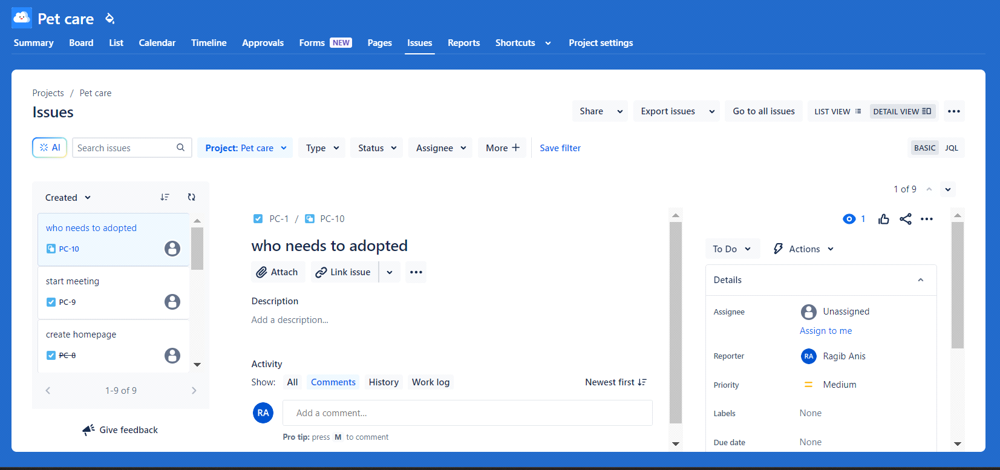 Pet care
Summary Board List Calendar Timeline Approvals Forms NEW Pages Issues Reports Shortcuts Project settings
Projects / Pet care
Issues
Share Export issues Go to all issues LIST VIEW DETAIL VIEW
AI Search issues Project: Pet care Type Status Assignee More Save filter BASIC JQL
Created
who needs to adopted
PC-10
start meeting
PC-9
create homepage
PC-8
1-9 of 9
Give feedback
1 of 9
PC-1 / PC-10
who needs to adopted
Attach Link issue
Description
Add a description...
Activity
Show: All Comments History Work log Newest first
RA Add a comment...
Pro tip: press M to comment
1
To Do Actions
Details
Assignee Unassigned
Assign to me
Reporter RA Ragib Anis
Priority Medium
Labels None
Due date None